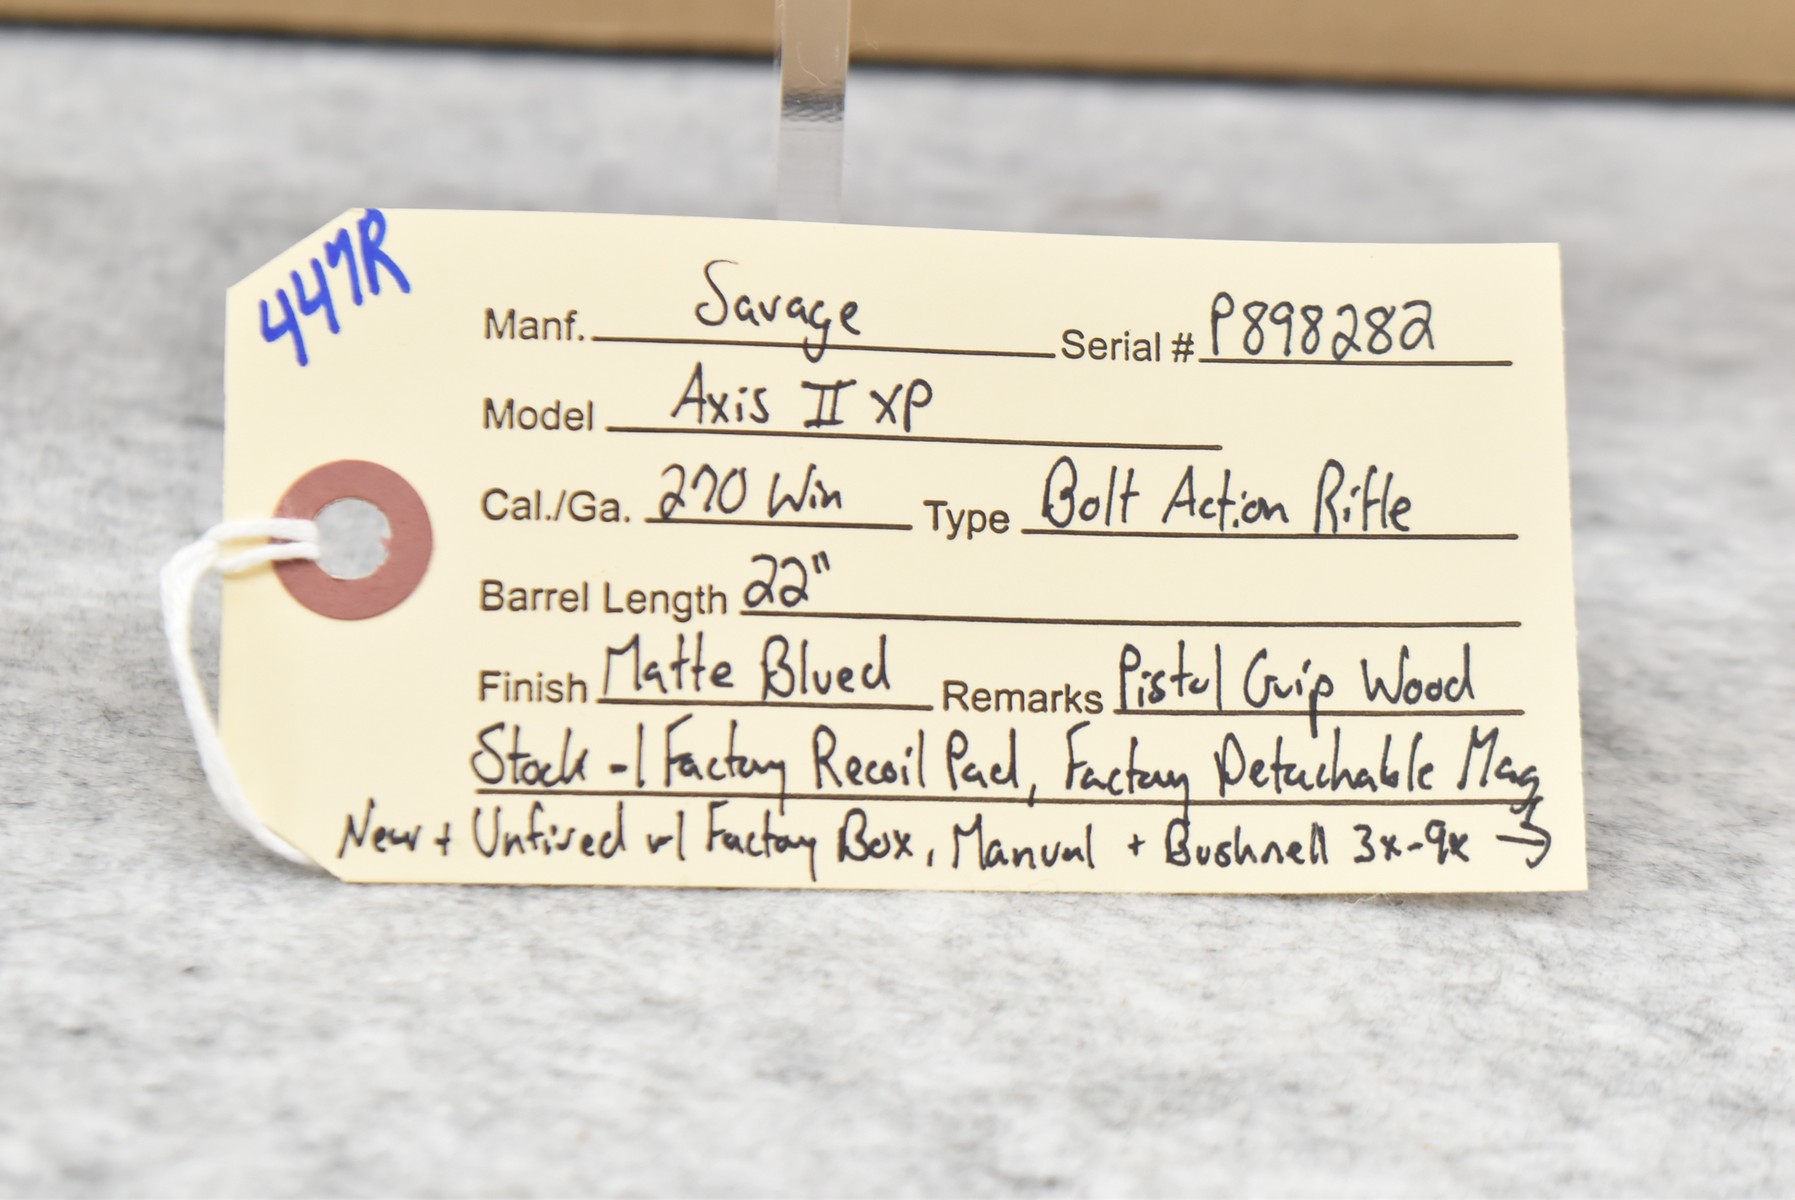 447R
Manf. Savage Serial # P898282
Model Axis II XP
Cal./Ga. 270 Win Type Bolt Action Rifle
Barrel Length 22"
Finish Matte Blued Remarks Pistol Grip Wood
Stock w/ Factory Recoil Pad, Factory Detachable Mag
New + Unfired w/ Factory Box, Manual + Bushnell 3x-9x →